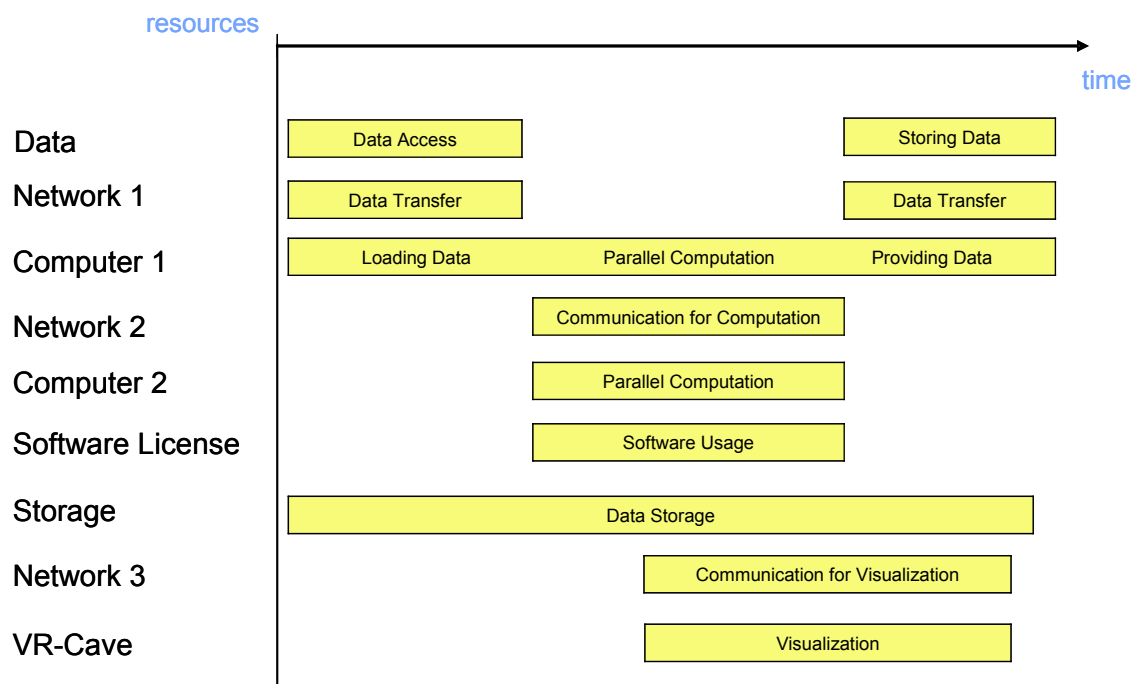 resources
time
Data
Data Access
Storing Data
Network 1
Data Transfer
Data Transfer
Computer 1
Loading Data
Parallel Computation
Providing Data
Network 2
Communication for Computation
Computer 2
Parallel Computation
Software License
Software Usage
Storage
Data Storage
Network 3
Communication for Visualization
VR-Cave
Visualization